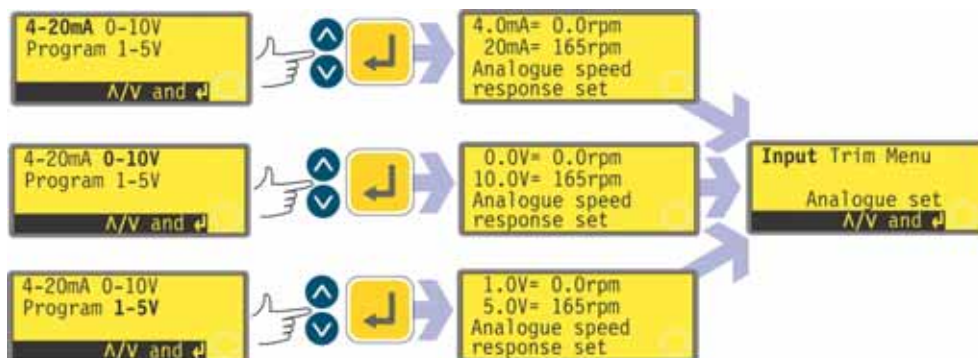 4-20mA 0-10V
Program 1-5V
Λ/V and ↲
4.0mA= 0.0rpm
20mA= 165rpm
Analogue speed
response set
4-20mA 0-10V
Program 1-5V
Λ/V and ↲
0.0V= 0.0rpm
10.0V= 165rpm
Analogue speed
response set
Input Trim Menu
Analogue set
Λ/V and ↲
4-20mA 0-10V
Program 1-5V
Λ/V and ↲
1.0V= 0.0rpm
5.0V= 165rpm
Analogue speed
response set